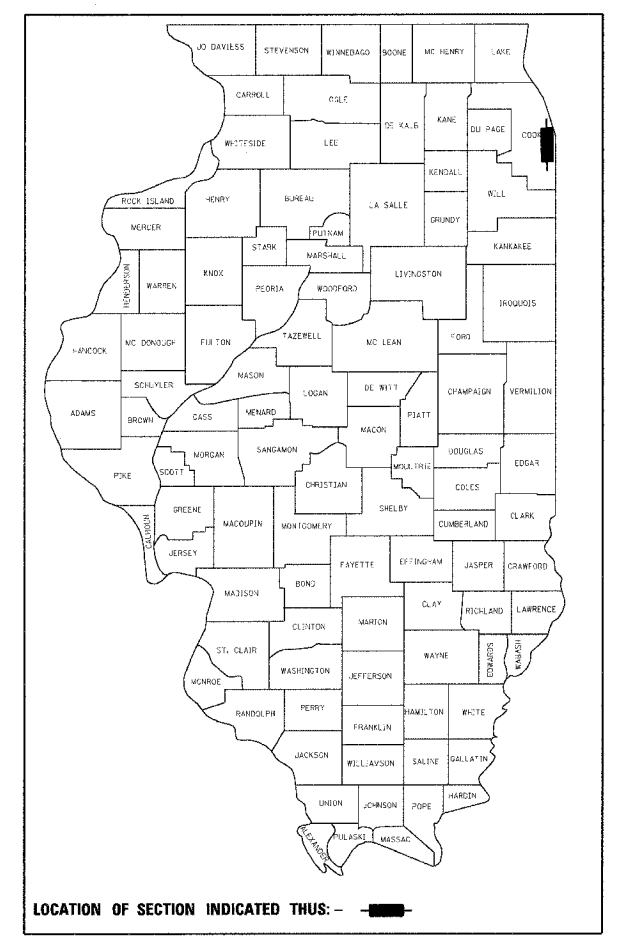 JO DAVIESS STEVENSON WINNEBAGO BOONE MC HENRY LAKE
CARROLL OGLE
DE KALB KANE DU PAGE COOK
WHITESIDE LEE
KENDALL
ROCK ISLAND HENRY BUREAU LA SALLE GRUNDY WILL
MERCER
STARK PUTNAM
MARSHALL KANKAKEE
HENDERSON WARREN KNOX PEORIA WOODFORD LIVINGSTON IROQUOIS
HANCOCK MC DONOUGH FULTON TAZEWELL MC LEAN FORD
MASON
SCHUYLER LOGAN DE WITT CHAMPAIGN VERMILION
ADAMS BROWN CASS MENARD PIATT
MACON
MORGAN SANGAMON DOUGLAS
PIKE SCOTT CHRISTIAN MOULTRIE EDGAR
COLES
GREENE MACOUPIN SHELBY
CALHOUN MONTGOMERY CUMBERLAND CLARK
JERSEY
FAYETTE EFFINGHAM JASPER CRAWFORD
MADISON BOND
CLAY RICHLAND LAWRENCE
CLINTON MARION
ST. CLAIR WAYNE EDWARDS WABASH
WASHINGTON JEFFERSON
MONROE
RANDOLPH PERRY HAMILTON WHITE
FRANKLIN
JACKSON WILLIAMSON SALINE GALLATIN
UNION JOHNSON POPE HARDIN
ALEXANDER PULASKI MASSAC
LOCATION OF SECTION INDICATED THUS: -